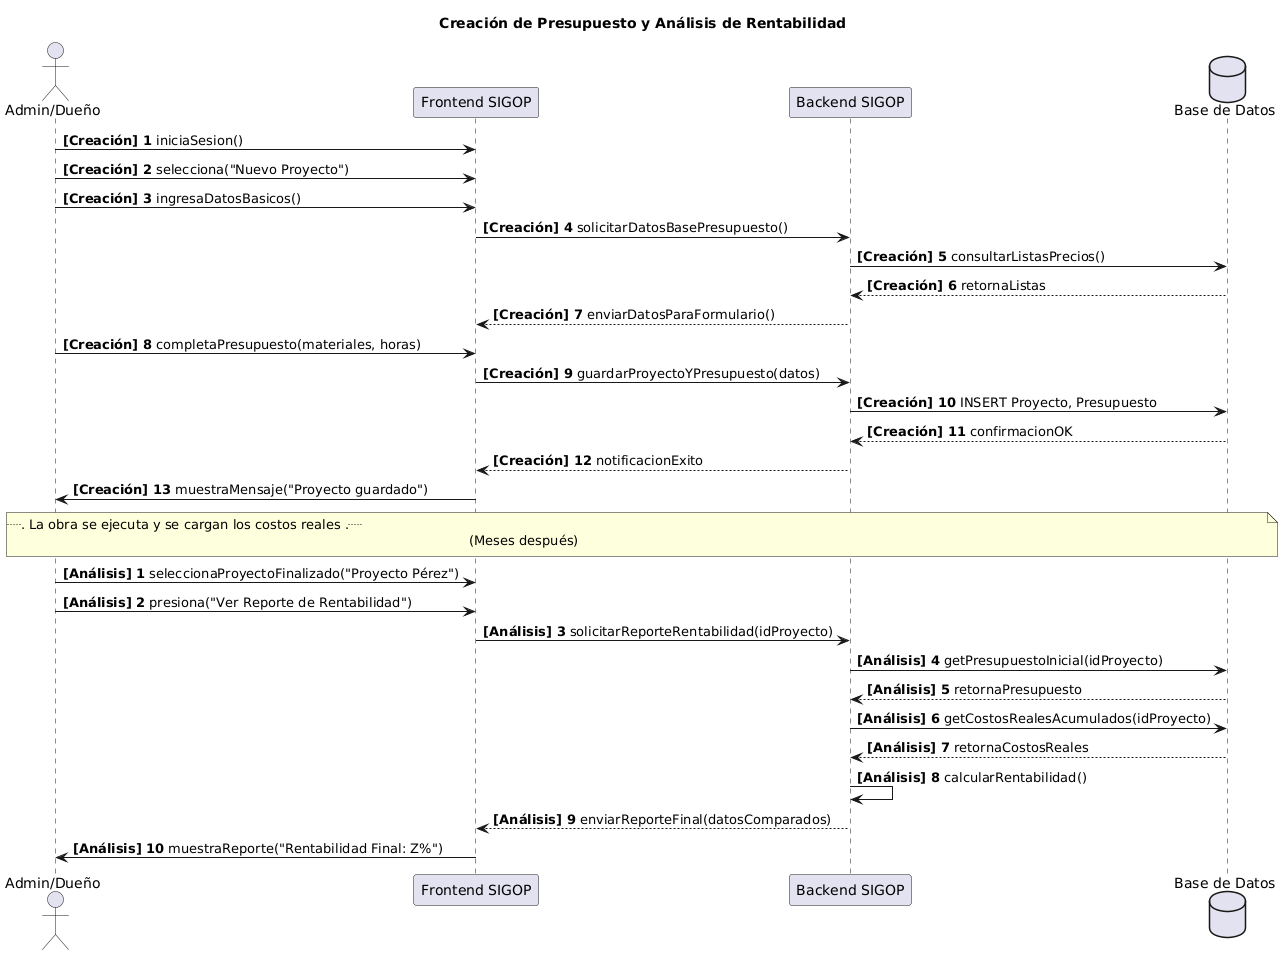 Creación de Presupuesto y Análisis de Rentabilidad
Admin/Dueño
Frontend SIGOP
Backend SIGOP
Base de Datos
[Creación] 1 iniciaSesion()
[Creación] 2 selecciona("Nuevo Proyecto")
[Creación] 3 ingresaDatosBasicos()
[Creación] 4 solicitarDatosBasePresupuesto()
[Creación] 5 consultarListasPrecios()
[Creación] 6 retornaListas
[Creación] 7 enviarDatosParaFormulario()
[Creación] 8 completaPresupuesto(materiales, horas)
[Creación] 9 guardarProyectoYPresupuesto(datos)
[Creación] 10 INSERT Proyecto, Presupuesto
[Creación] 11 confirmacionOK
[Creación] 12 notificacionExito
[Creación] 13 muestraMensaje("Proyecto guardado")
. La obra se ejecuta y se cargan los costos reales .
(Meses después)
[Análisis] 1 seleccionaProyectoFinalizado("Proyecto Pérez")
[Análisis] 2 presiona("Ver Reporte de Rentabilidad")
[Análisis] 3 solicitarReporteRentabilidad(idProyecto)
[Análisis] 4 getPresupuestoInicial(idProyecto)
[Análisis] 5 retornaPresupuesto
[Análisis] 6 getCostosRealesAcumulados(idProyecto)
[Análisis] 7 retornaCostosReales
[Análisis] 8 calcularRentabilidad()
[Análisis] 9 enviarReporteFinal(datosComparados)
[Análisis] 10 muestraReporte("Rentabilidad Final: Z%")
Admin/Dueño
Frontend SIGOP
Backend SIGOP
Base de Datos